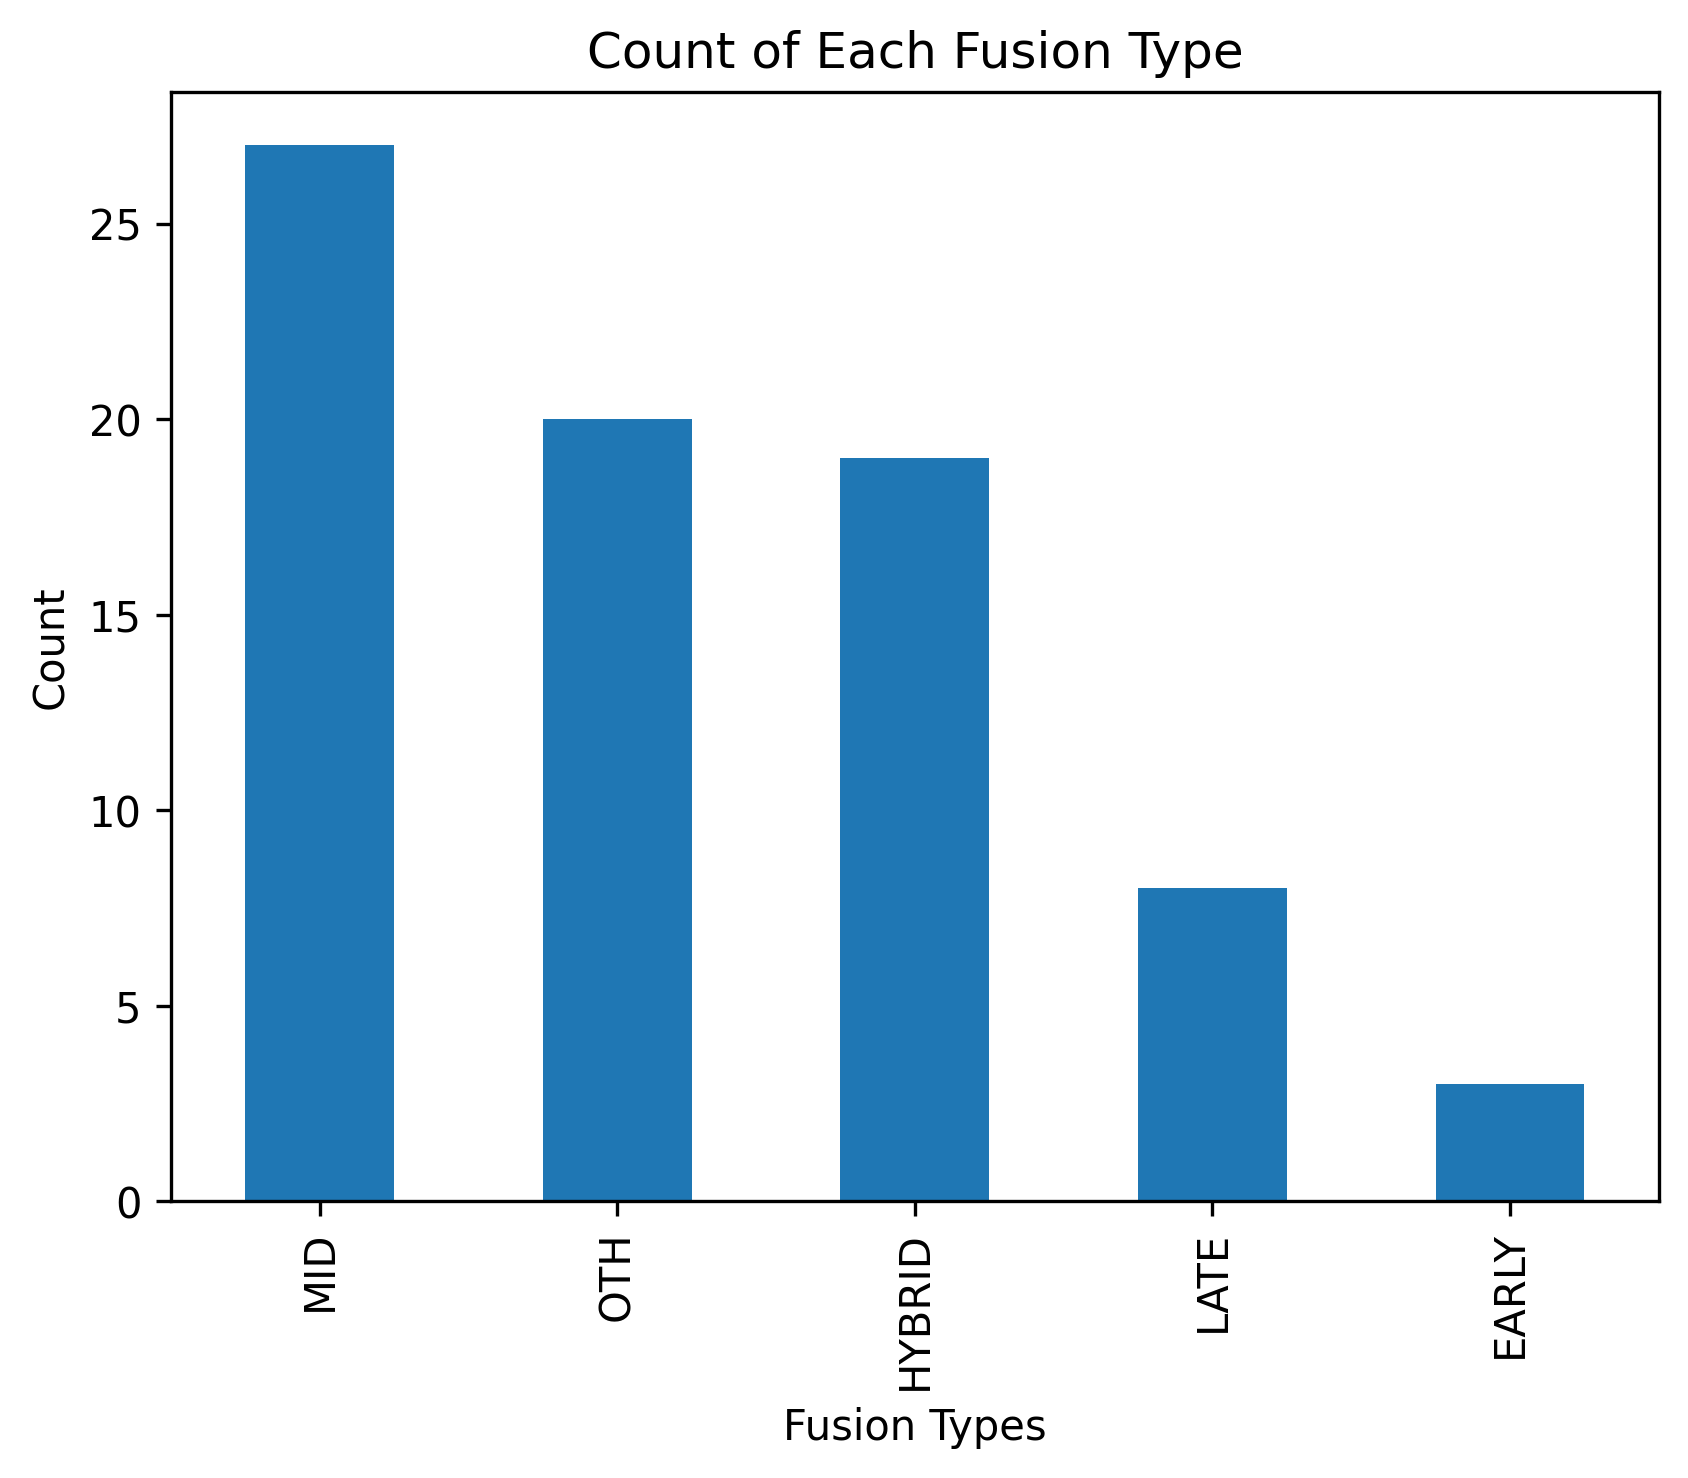 Count of Each Fusion Type
Count
25
20
15
10
5
0
MID
OTH
HYBRID
LATE
EARLY
Fusion Types